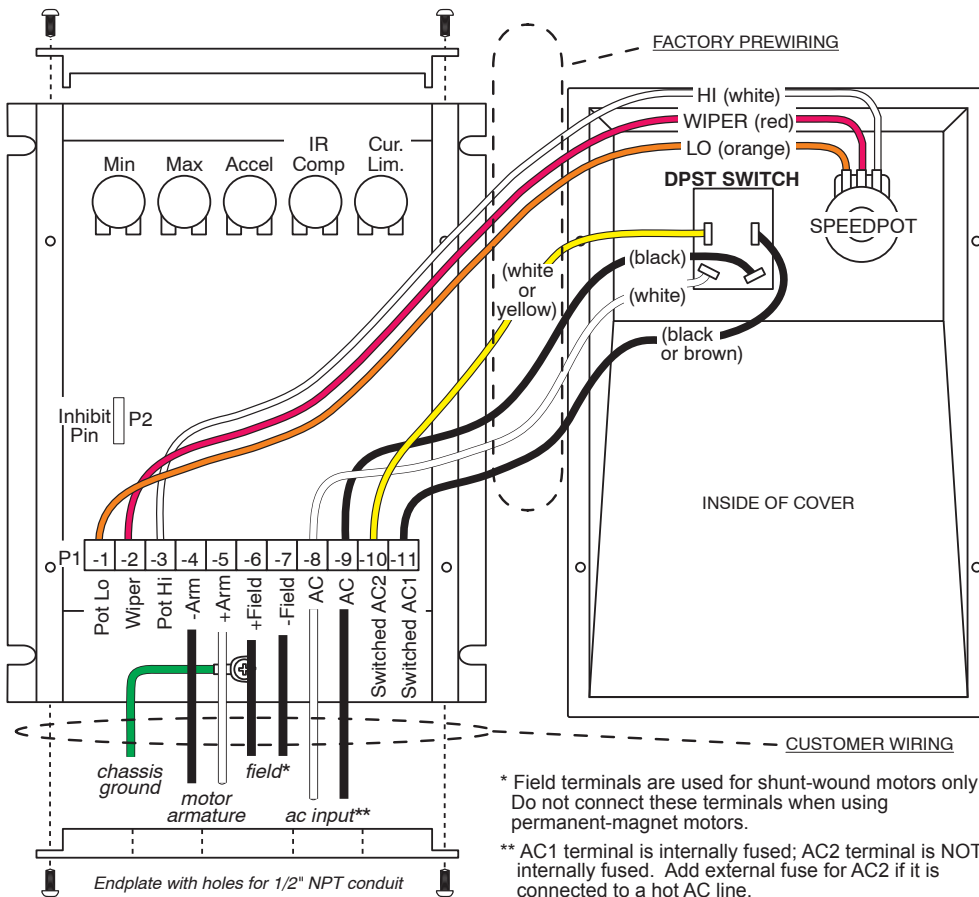 FACTORY PREWIRING
HI (white)
WIPER (red)
LO (orange)
DPST SWITCH
SPEEDPOT
Min
Max
Accel
IR
Comp
Cur.
Lim.
(white
or
yellow)
(black)
(white)
(black
or brown)
Inhibit
Pin
P2
INSIDE OF COVER
P1
-1
-2
-3
-4
-5
-6
-7
-8
-9
-10
-11
Pot Lo
Wiper
Pot Hi
-Arm
+Arm
+Field
-Field
AC
AC
Switched AC2
Switched AC1
CUSTOMER WIRING
chassis
ground
motor
armature
field*
ac input**
* Field terminals are used for shunt-wound motors only
Do not connect these terminals when using
permanent-magnet motors.
** AC1 terminal is internally fused; AC2 terminal is NOT
internally fused. Add external fuse for AC2 if it is
connected to a hot AC line.
Endplate with holes for 1/2" NPT conduit